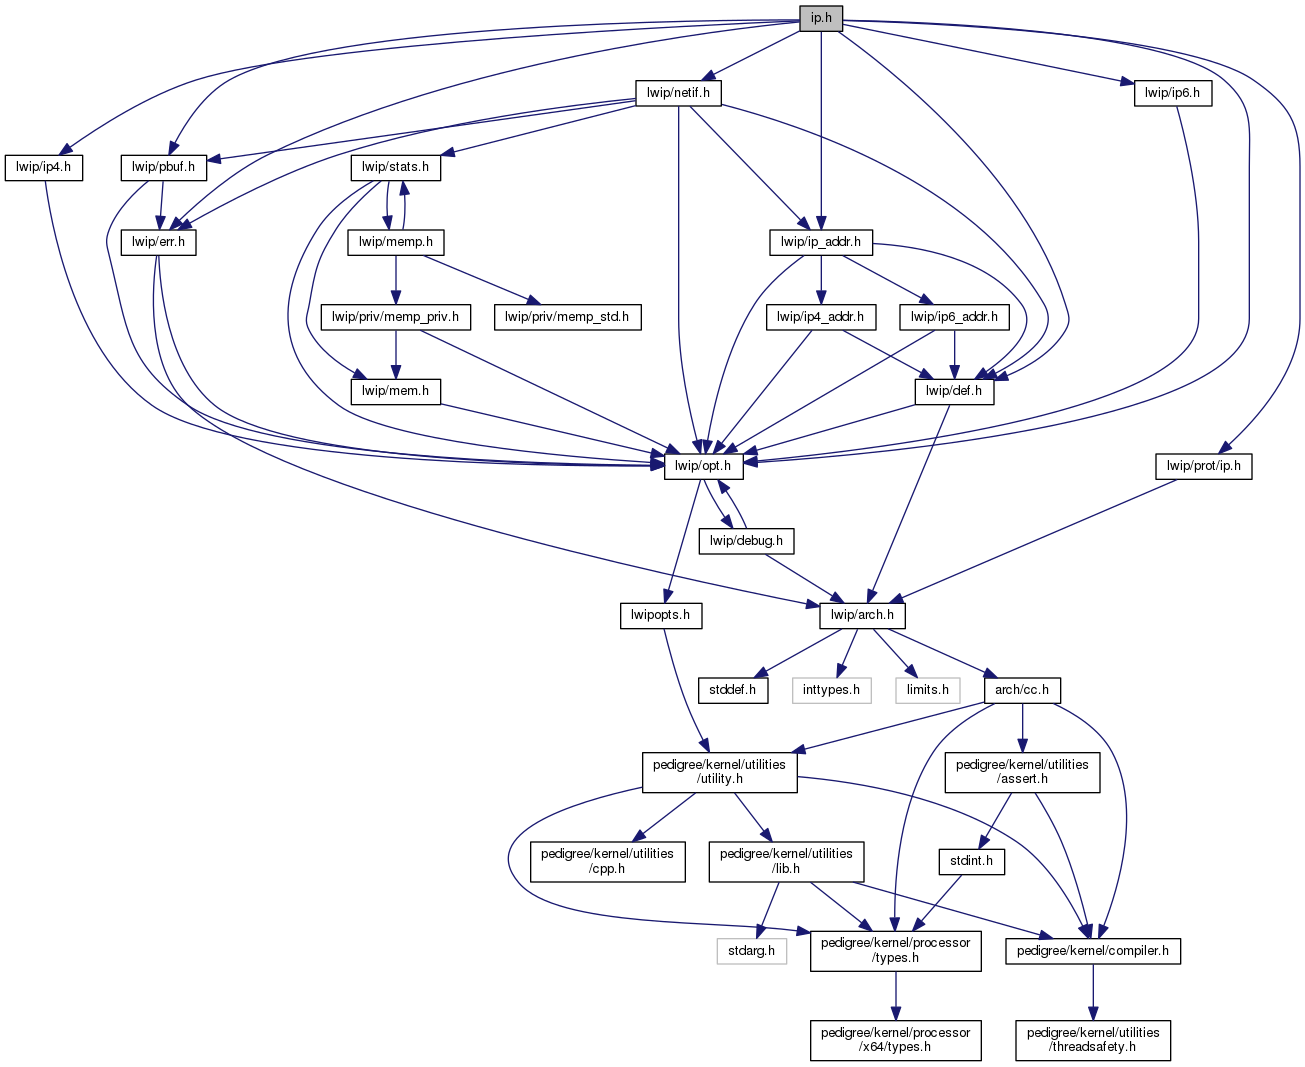 ip.h
lwip/netif.h
lwip/ip6.h
lwip/ip4.h
lwip/pbuf.h
lwip/stats.h
lwip/err.h
lwip/memp.h
lwip/ip_addr.h
lwip/priv/memp_priv.h
lwip/priv/memp_std.h
lwip/ip4_addr.h
lwip/ip6_addr.h
lwip/mem.h
lwip/def.h
lwip/opt.h
lwip/prot/ip.h
lwip/debug.h
lwipopts.h
lwip/arch.h
stddef.h
inttypes.h
limits.h
arch/cc.h
pedigree/kernel/utilities
/utility.h
pedigree/kernel/utilities
/assert.h
pedigree/kernel/utilities
/cpp.h
pedigree/kernel/utilities
/lib.h
stdint.h
stdarg.h
pedigree/kernel/processor
/types.h
pedigree/kernel/compiler.h
pedigree/kernel/processor
/x64/types.h
pedigree/kernel/utilities
/threadsafety.h